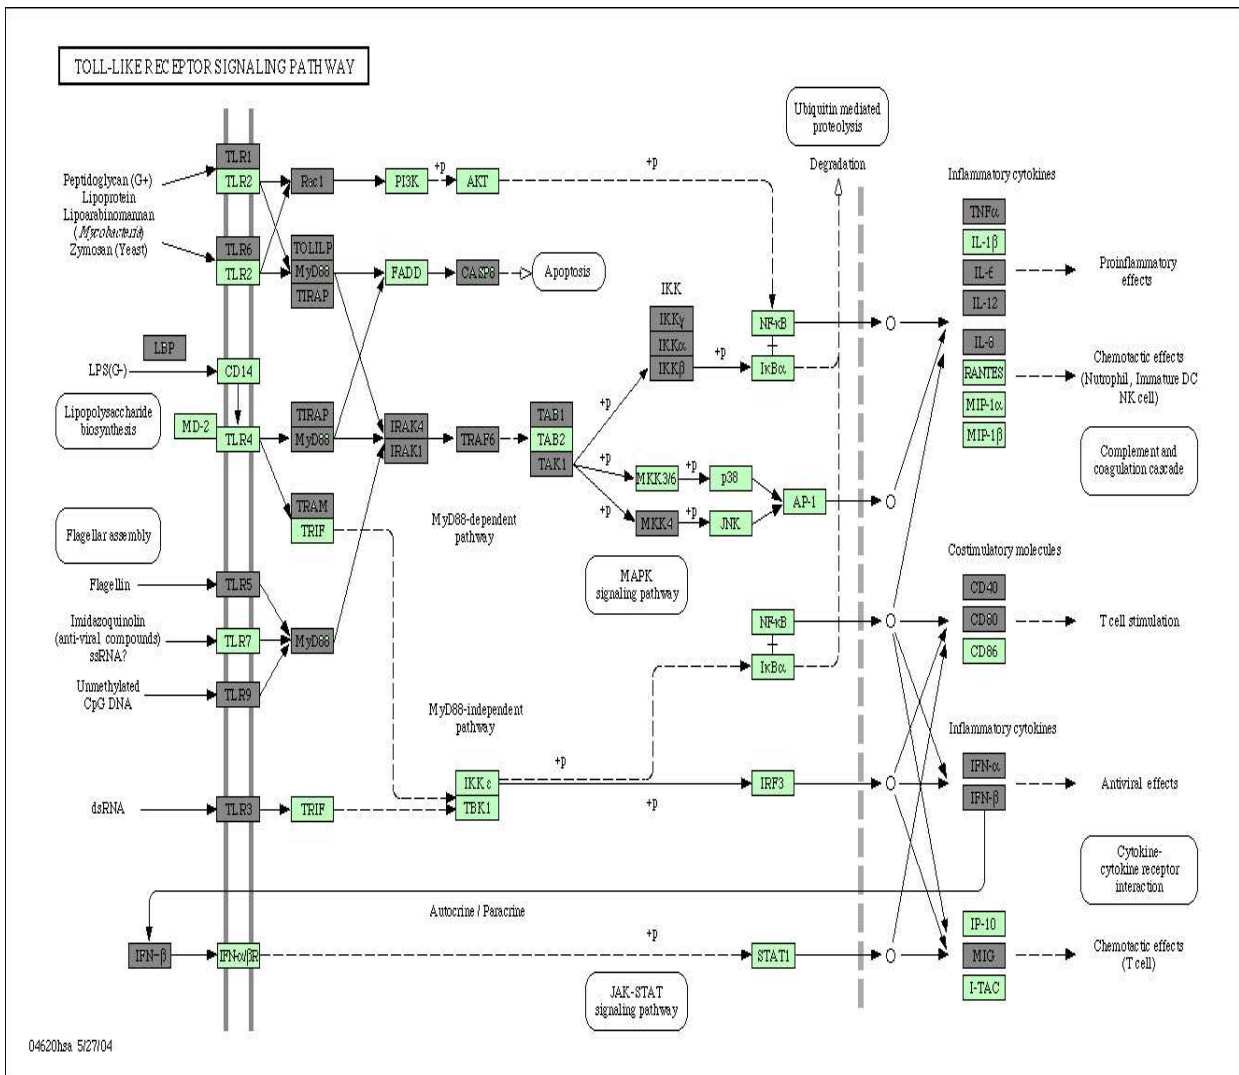 TOLL-LIKE RECEPTOR SIGNALING PATHWAY
Ubiquitin mediated
proteolysis
Degradation
TLR1
TLR2
Peptidoglycan (G+)
Lipoprotein
Lipoarabinomannan
(Mycobacteria)
Zymosan (Yeast)
Rac1
PI3K
+p
AKT
+p
TLR6
TLR2
TOLILP
MyD88
TIRAP
FADD
CASP8
Apoptosis
IKK
IKKγ
IKKα
IKKβ
+p
+p
NF-κB
IκBα
Inflammatory cytokines
TNFα
IL-1β
IL-6
IL-12
Proinflammatory
effects
IL-8
RANTES
MIP-1α
MIP-1β
Chemotactic effects
(Nutrophil, Immature DC
NK cell)
Complement and
coagulation cascade
LBP
LPS(G-)
CD14
Lipopolysaccharide
biosynthesis
MD-2
TLR4
TIRAP
MyD88
IRAK4
IRAK1
TRAF6
TAB1
TAB2
TAK1
+p
MKK3/6
+p
p38
+p
MKK4
+p
JNK
AP-1
TRAM
TRIF
MyD88-dependent
pathway
MAPK
signaling pathway
Flagellar assembly
Flagellin
TLR5
Imidazoquinolin
(anti-viral compounds)
ssRNA?
TLR7
MyD88
Unmethylated
CpG DNA
TLR9
NF-κB
IκBα
Costimulatory molecules
CD40
CD80
CD86
T cell stimulation
MyD88-independent
pathway
+p
IKKε
TBK1
+p
IRF3
Inflammatory cytokines
IFN-α
IFN-β
Antiviral effects
dsRNA
TLR3
TRIF
Cytokine-
cytokine receptor
interaction
Autocrine / Paracrine
IFN-β
IFN-α/βR
+p
STAT1
IP-10
MIG
I-TAC
Chemotactic effects
(T cell)
JAK-STAT
signaling pathway
04620hsa 5/27/04